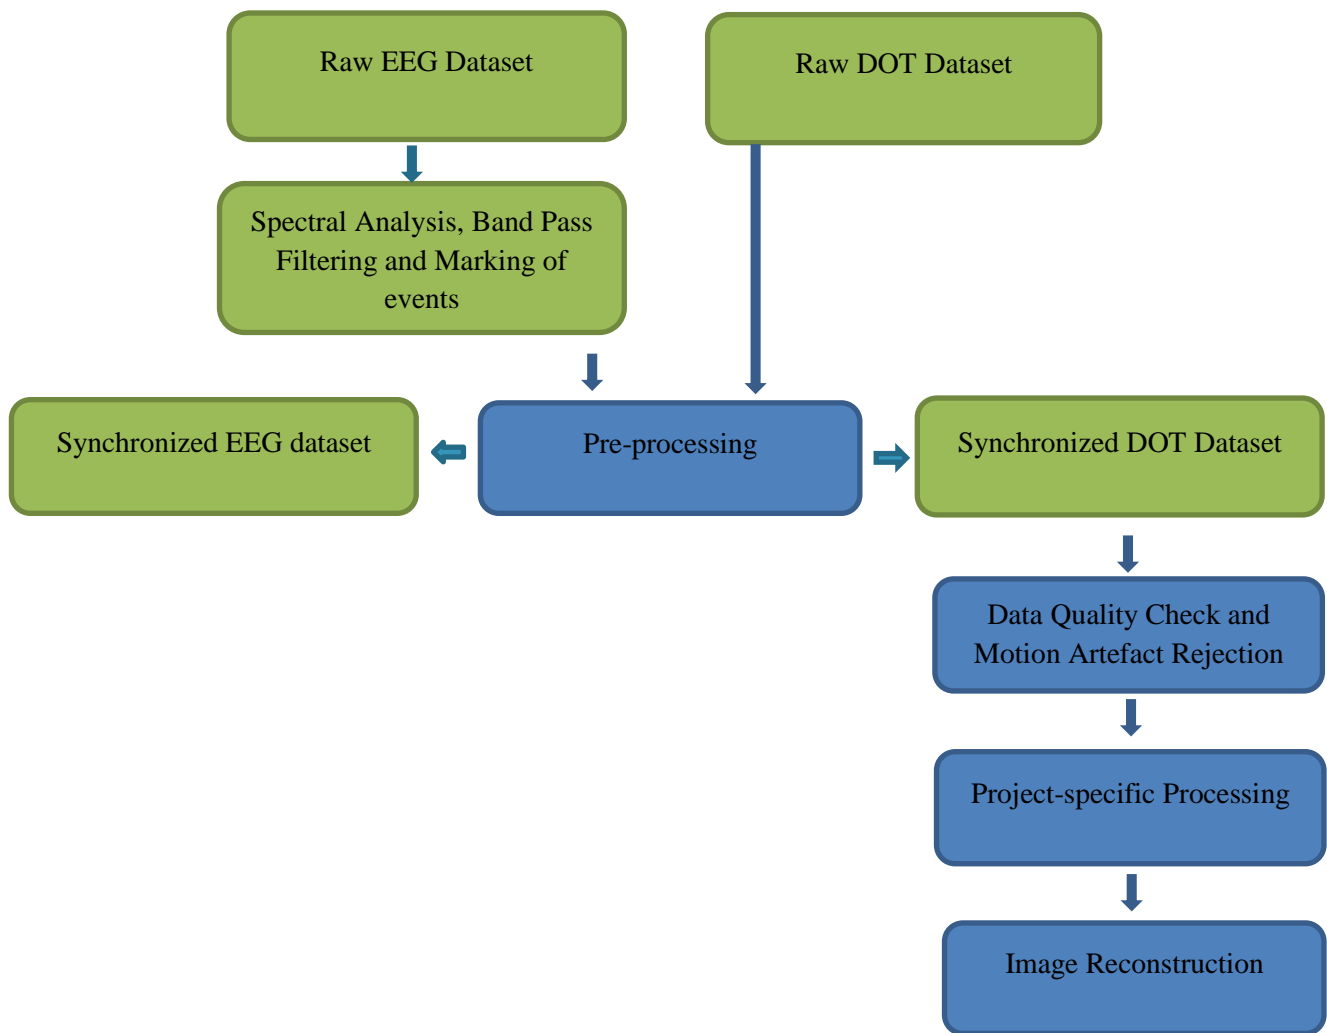 Raw EEG Dataset
Raw DOT Dataset
Spectral Analysis, Band Pass
Filtering and Marking of
events
Synchronized EEG dataset
Pre-processing
Synchronized DOT Dataset
Data Quality Check and
Motion Artefact Rejection
Project-specific Processing
Image Reconstruction